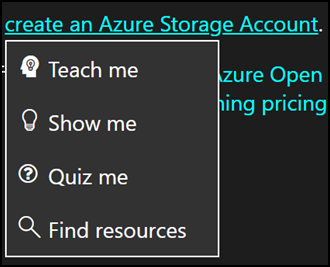 create an Azure Storage Account.
Teach me
Azure Open
Show me
ning pricing
Quiz me
Find resources